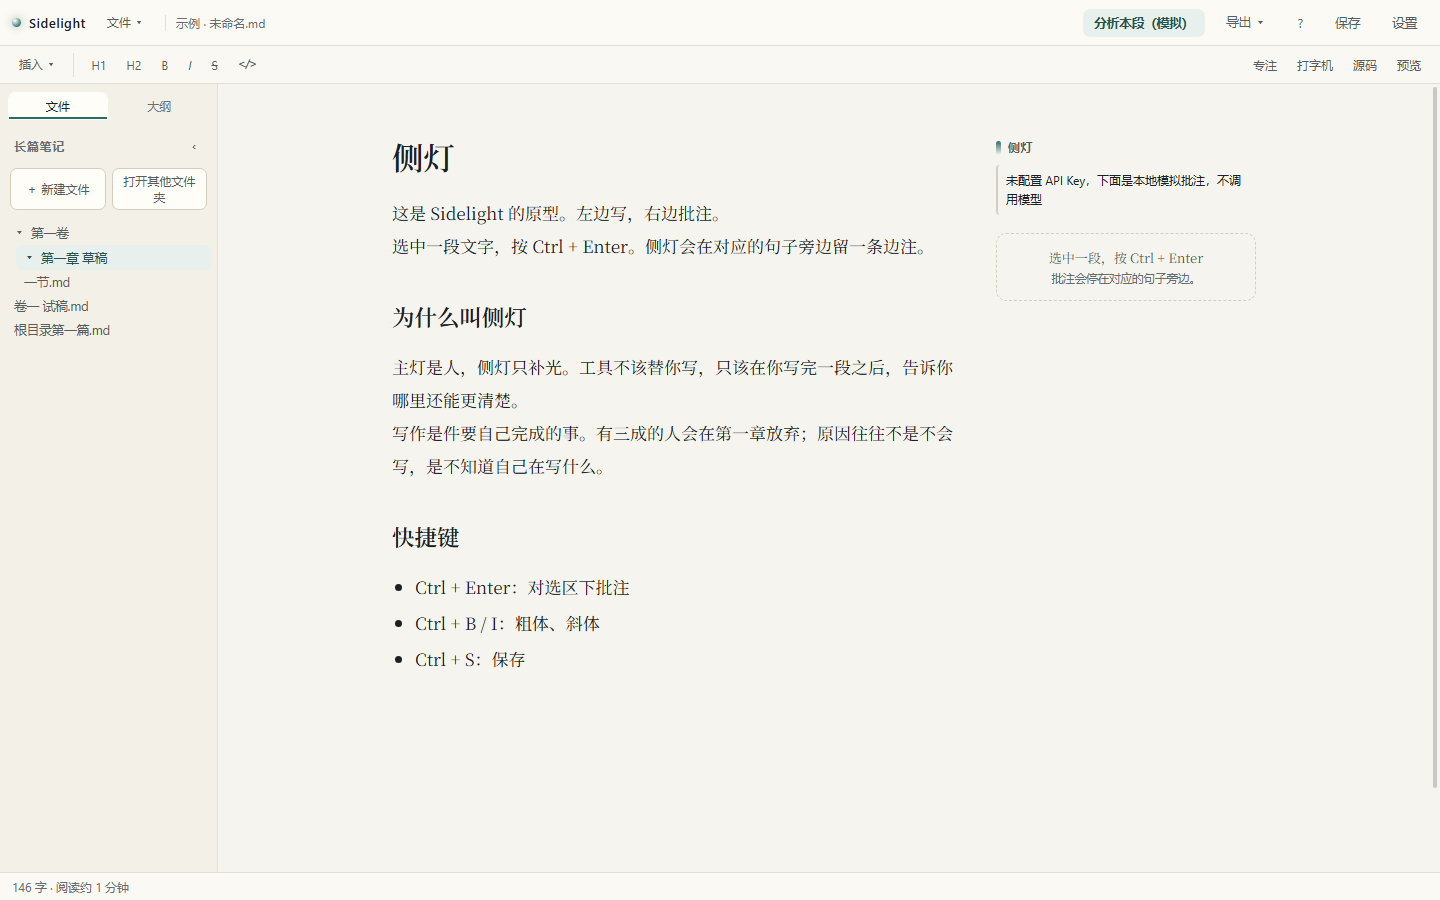 Sidelight
文件
示例 · 未命名.md
分析本段（模拟）
导出
?
保存
设置
插入
H1
H2
B
I
S
</>
专注
打字机
源码
预览
文件
大纲
长篇笔记
‹
+ 新建文件
打开其他文件
夹
第一卷
第一章 草稿
一节.md
卷一 试稿.md
根目录第一篇.md
侧灯
这是 Sidelight 的原型。左边写，右边批注。
选中一段文字，按 Ctrl + Enter。侧灯会在对应的句子旁边留一条边注。
为什么叫侧灯
主灯是人，侧灯只补光。工具不该替你写，只该在你写完一段之后，告诉你
哪里还能更清楚。
写作是件要自己完成的事。有三成的人会在第一章放弃；原因往往不是不会
写，是不知道自己在写什么。
快捷键
Ctrl + Enter：对选区下批注
Ctrl + B / I：粗体、斜体
Ctrl + S：保存
侧灯
未配置 API Key，下面是本地模拟批注，不调
用模型
选中一段，按 Ctrl + Enter
批注会停在对应的句子旁边。
146 字 · 阅读约 1 分钟